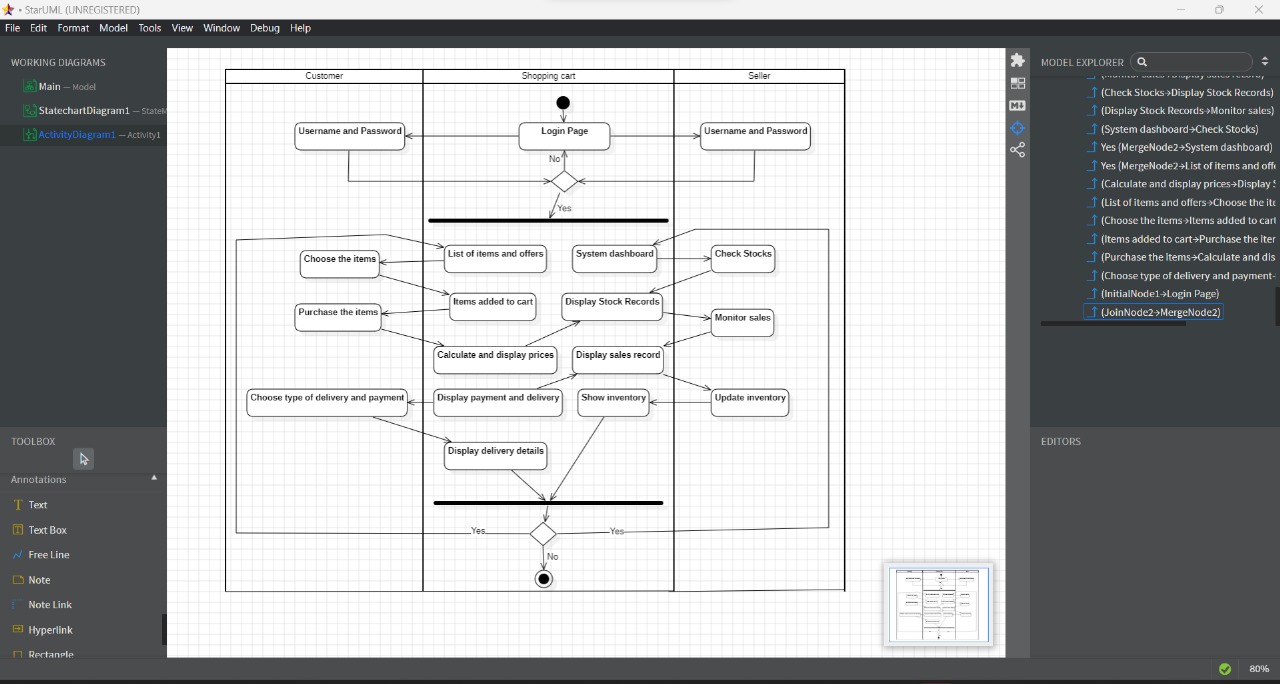 • StarUML (UNREGISTERED)
File Edit Format Model Tools View Window Debug Help
WORKING DIAGRAMS
Main — Model
StatechartDiagram1 — StateM
ActivityDiagram1 — Activity1
TOOLBOX
Annotations
Text
Text Box
Free Line
Note
Note Link
Hyperlink
Rectangle
Customer
Shopping cart
Seller
Username and Password
Login Page
Username and Password
No
Yes
List of items and offers
System dashboard
Check Stocks
Choose the items
Items added to cart
Display Stock Records
Purchase the items
Monitor sales
Calculate and display prices
Display sales record
Choose type of delivery and payment
Display payment and delivery
Show inventory
Update inventory
Display delivery details
Yes
Yes
No
MODEL EXPLORER
(Monitor sales→Display sales record)
(Check Stocks→Display Stock Records)
(Display Stock Records→Monitor sales)
(System dashboard→Check Stocks)
Yes (MergeNode2→System dashboard)
Yes (MergeNode2→List of items and offe
(Calculate and display prices→Display S
(List of items and offers→Choose the ite
(Choose the items→Items added to cart
(Items added to cart→Purchase the iter
(Purchase the items→Calculate and dis
(Choose type of delivery and payment-
(InitialNode1→Login Page)
(JoinNode2→MergeNode2)
EDITORS
80%